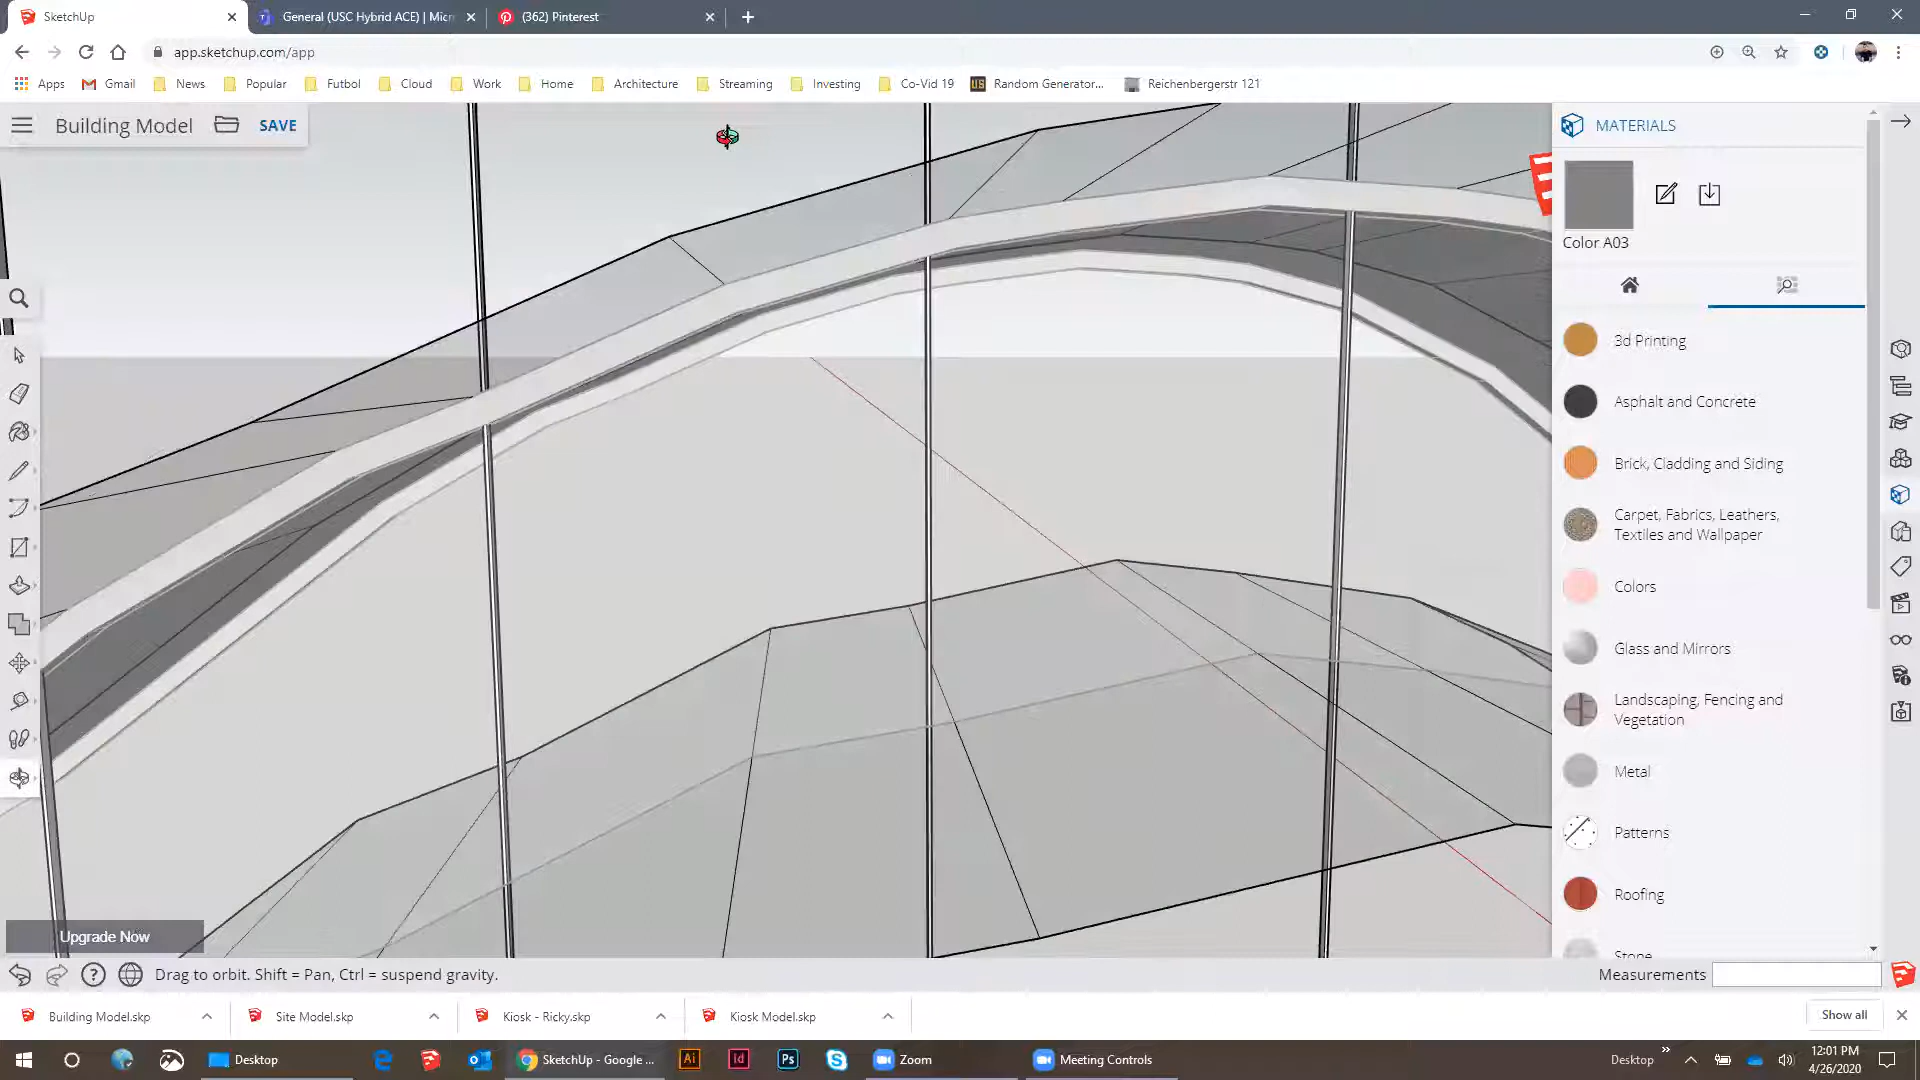 SketchUp
General (USC Hybrid ACE) | Micr
(362) Pinterest
app.sketchup.com/app
Apps
Gmail
News
Popular
Futbol
Cloud
Work
Home
Architecture
Streaming
Investing
Co-Vid 19
US
Random Generator...
Reichenbergerstr 121
Building Model
SAVE
MATERIALS
Color A03
3d Printing
Asphalt and Concrete
Brick, Cladding and Siding
Carpet, Fabrics, Leathers,
Textiles and Wallpaper
Colors
Glass and Mirrors
Landscaping, Fencing and
Vegetation
Metal
Patterns
Roofing
Stone
Upgrade Now
Drag to orbit. Shift = Pan, Ctrl = suspend gravity.
Measurements
Building Model.skp
Site Model.skp
Kiosk - Ricky.skp
Kiosk Model.skp
Show all
Desktop
SketchUp - Google ...
Ai
Id
Ps
Zoom
Meeting Controls
Desktop
12:01 PM
4/26/2020